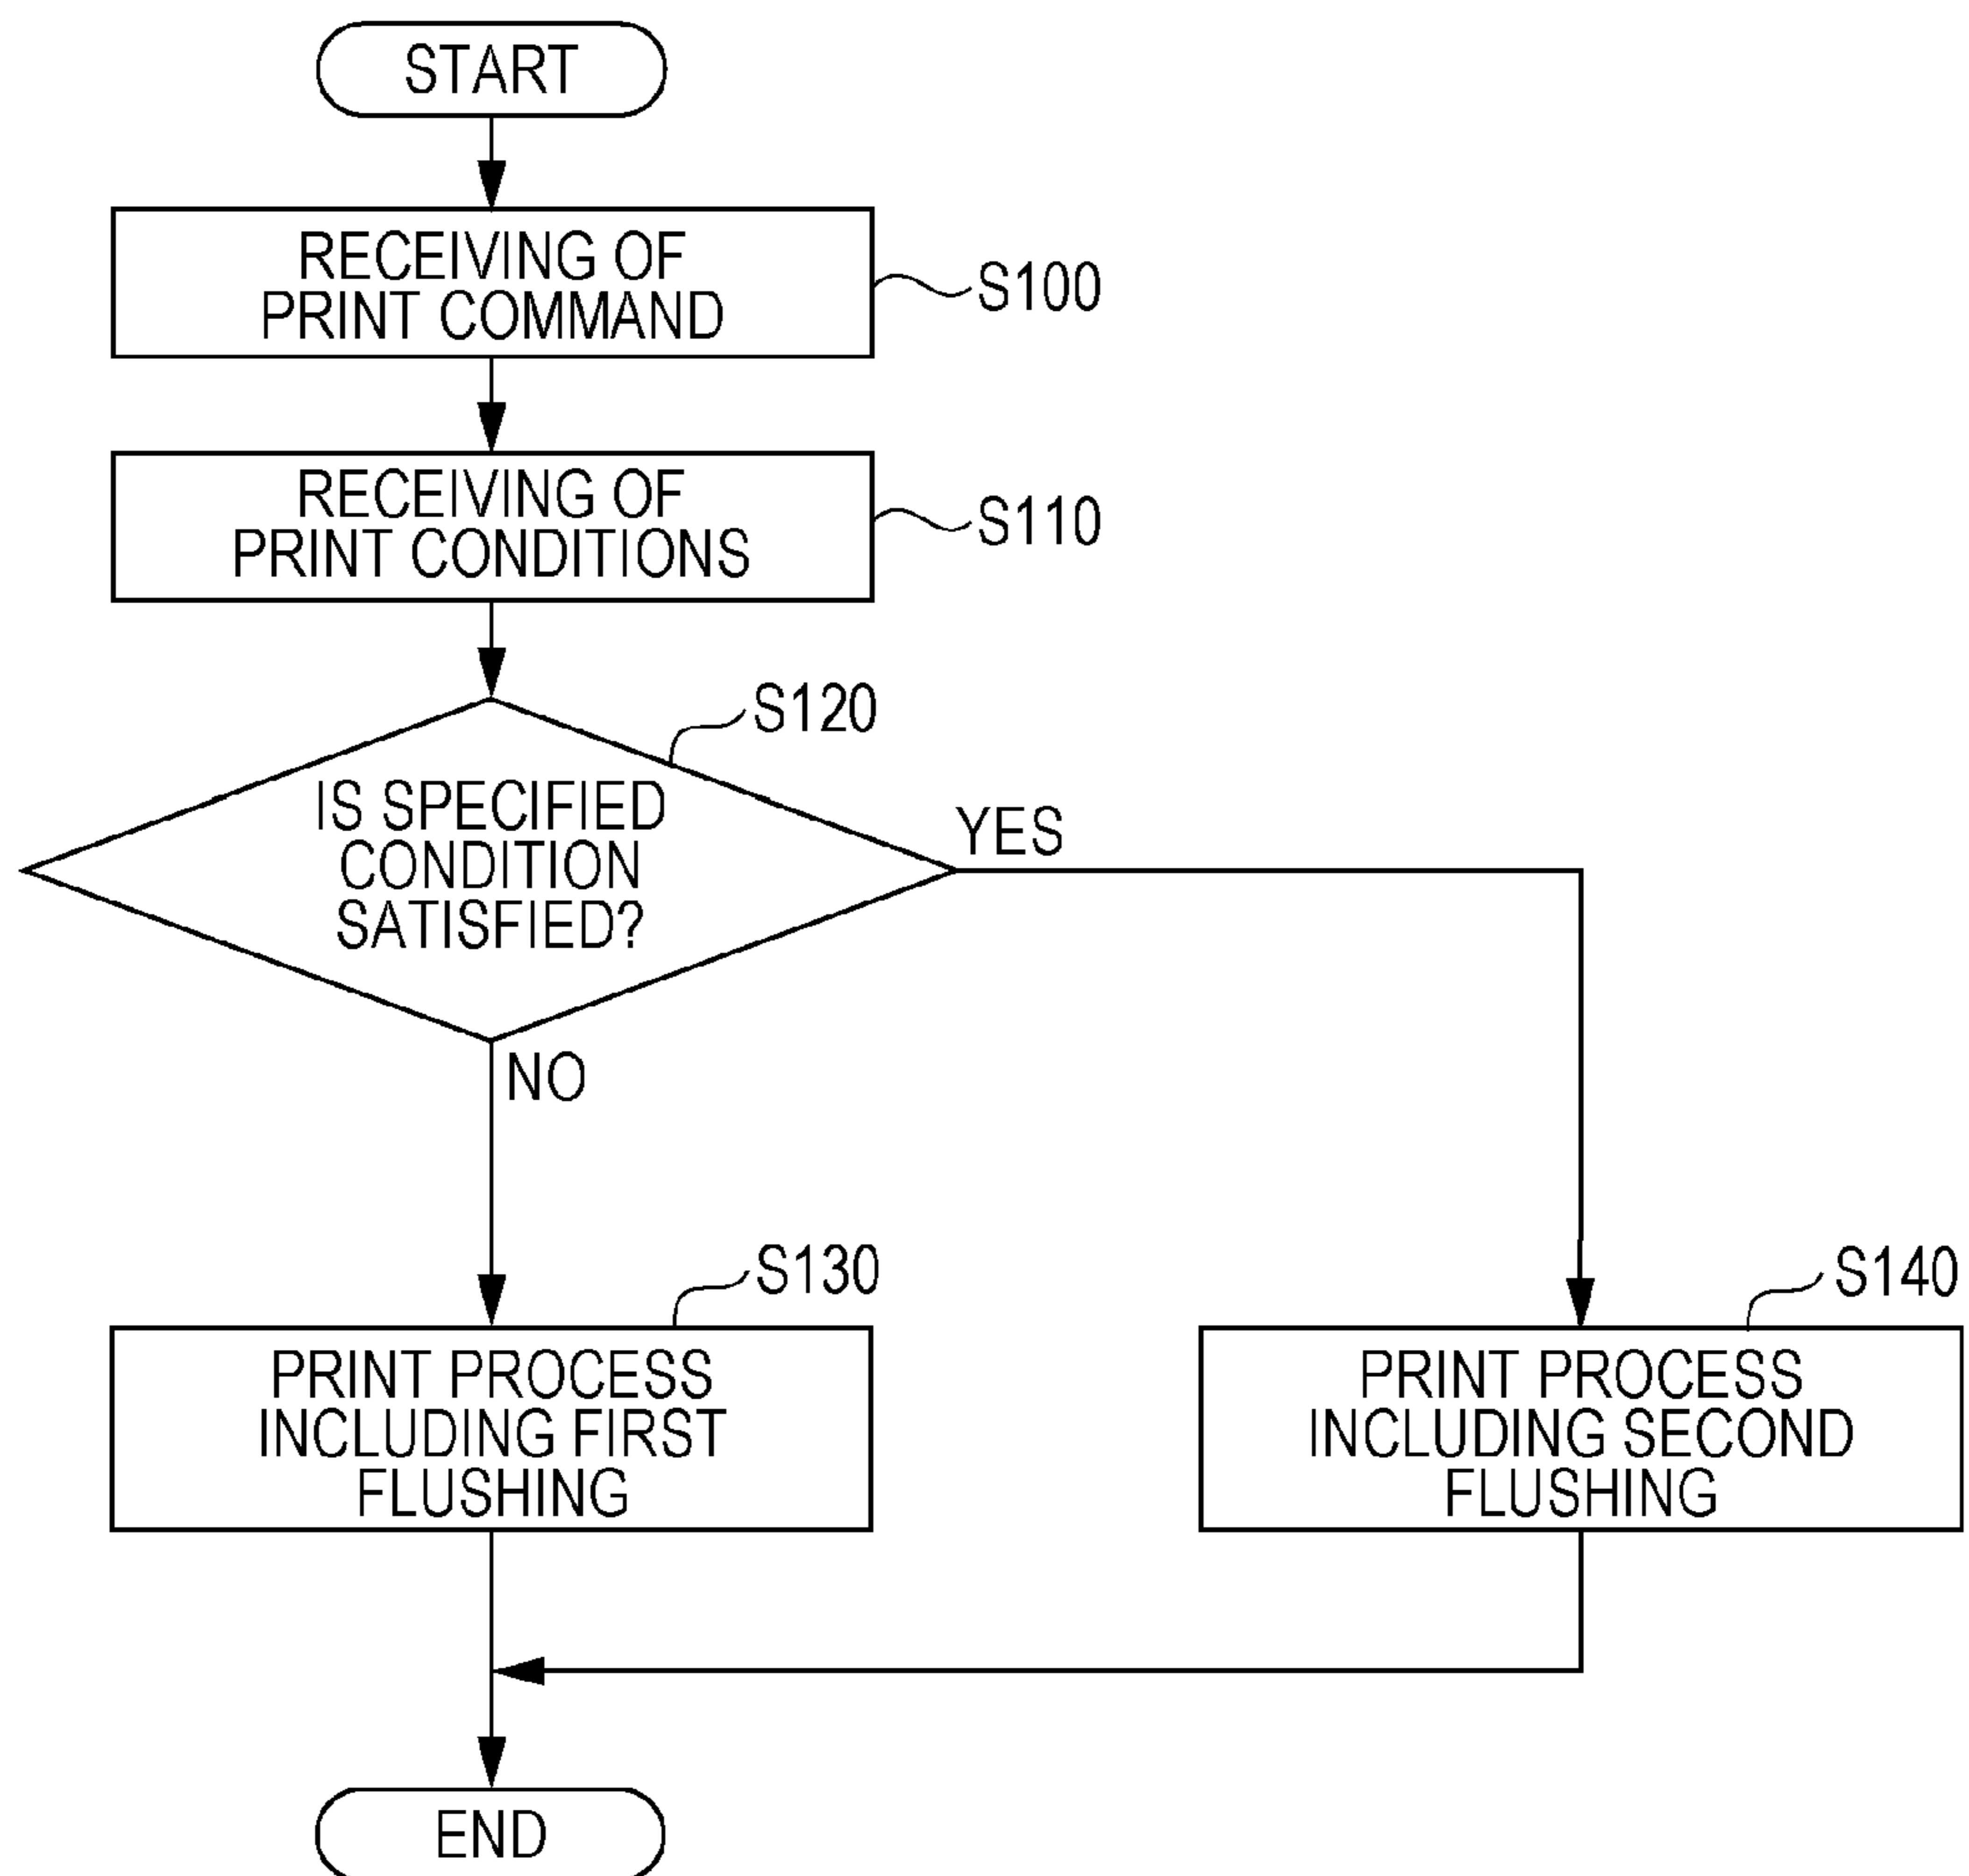 START
RECEIVING OF
PRINT COMMAND
S100
RECEIVING OF
PRINT CONDITIONS
S110
S120
IS SPECIFIED
CONDITION
SATISFIED?
YES
NO
S130
PRINT PROCESS
INCLUDING FIRST
FLUSHING
S140
PRINT PROCESS
INCLUDING SECOND
FLUSHING
END